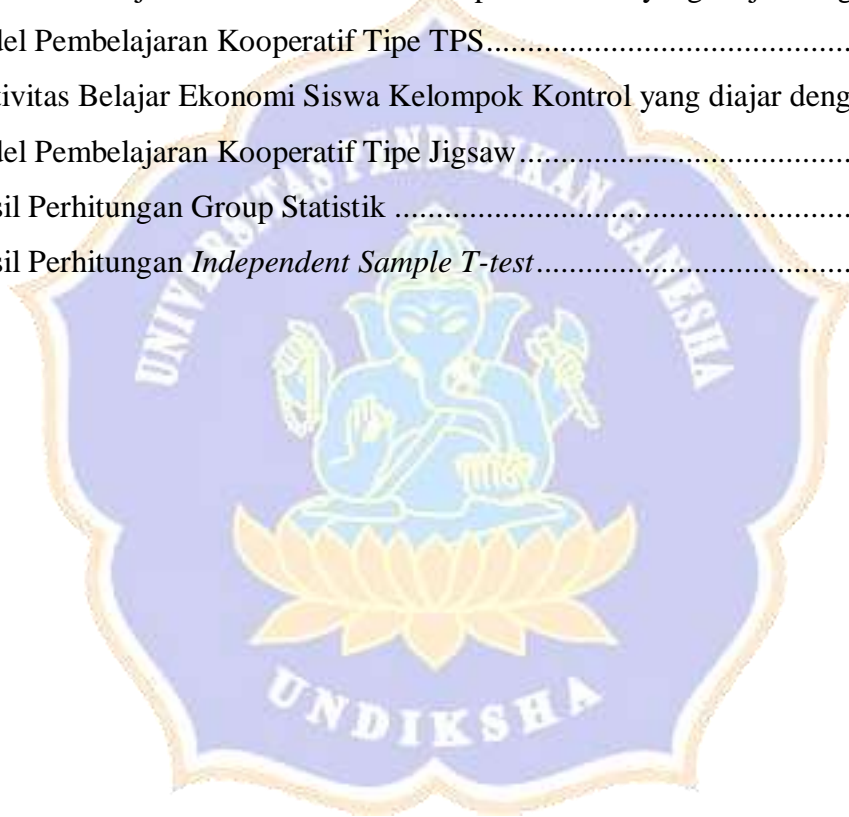 del Pembelajaran Kooperatif Tipe TPS............................................
tivitas Belajar Ekonomi Siswa Kelompok Kontrol yang diajar deng
del Pembelajaran Kooperatif Tipe Jigsaw........................................
sil Perhitungan Group Statistik .......................................................
sil Perhitungan Independent Sample T-test......................................
UNIVERSITAS PENDIDIKAN GANESHA
UNDIKSHA